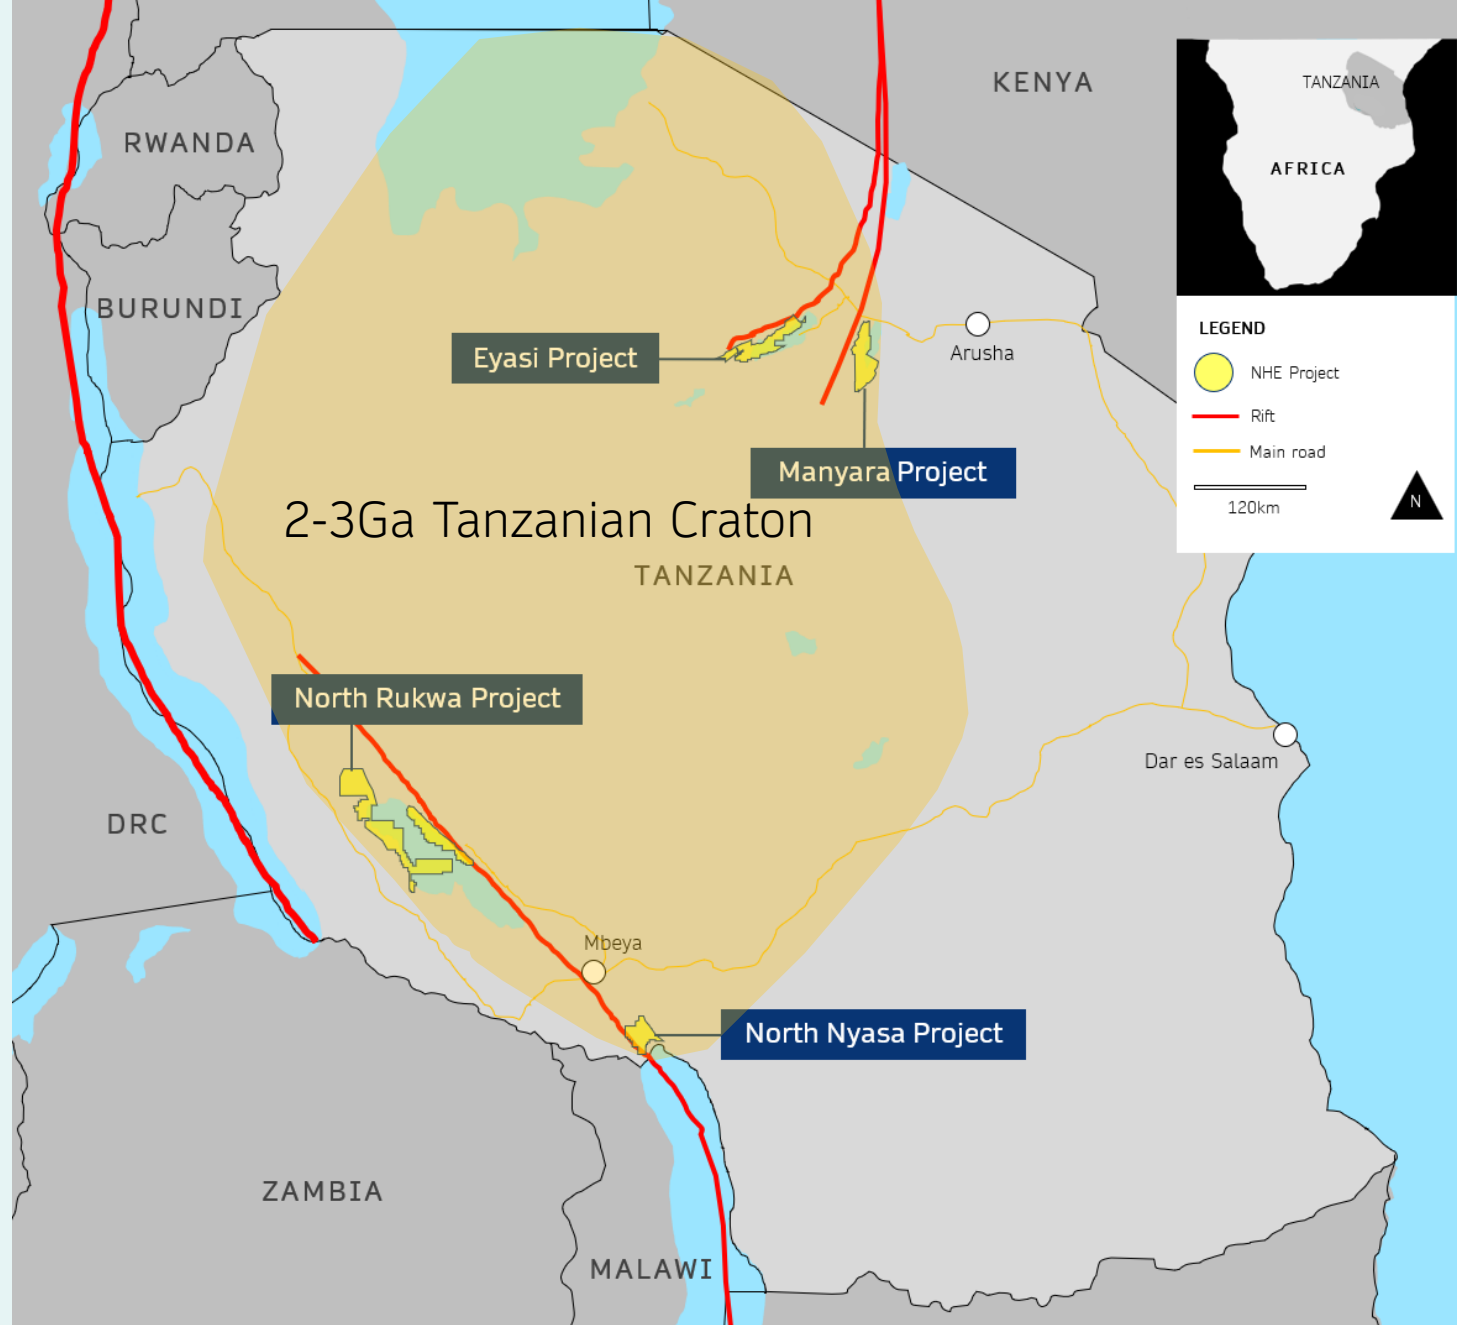 KENYA
TANZANIA
RWANDA
AFRICA
BURUNDI
LEGEND
NHE Project
Rift
Main road
120km
N
Eyasi Project
Arusha
Manyara Project
2-3Ga Tanzanian Craton
TANZANIA
North Rukwa Project
Dar es Salaam
DRC
Mbeya
North Nyasa Project
ZAMBIA
MALAWI